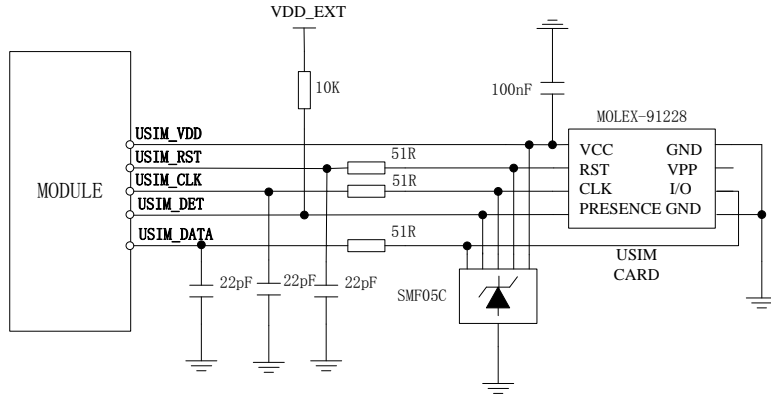 VDD_EXT
10K
100nF
MOLEX-91228
USIM_VDD
VCC GND
USIM_RST
51R
RST VPP
USIM_CLK
51R
CLK I/O
MODULE
USIM_DET
PRESENCE GND
USIM_DATA
51R
USIM
CARD
22pF
22pF
22pF
SMF05C